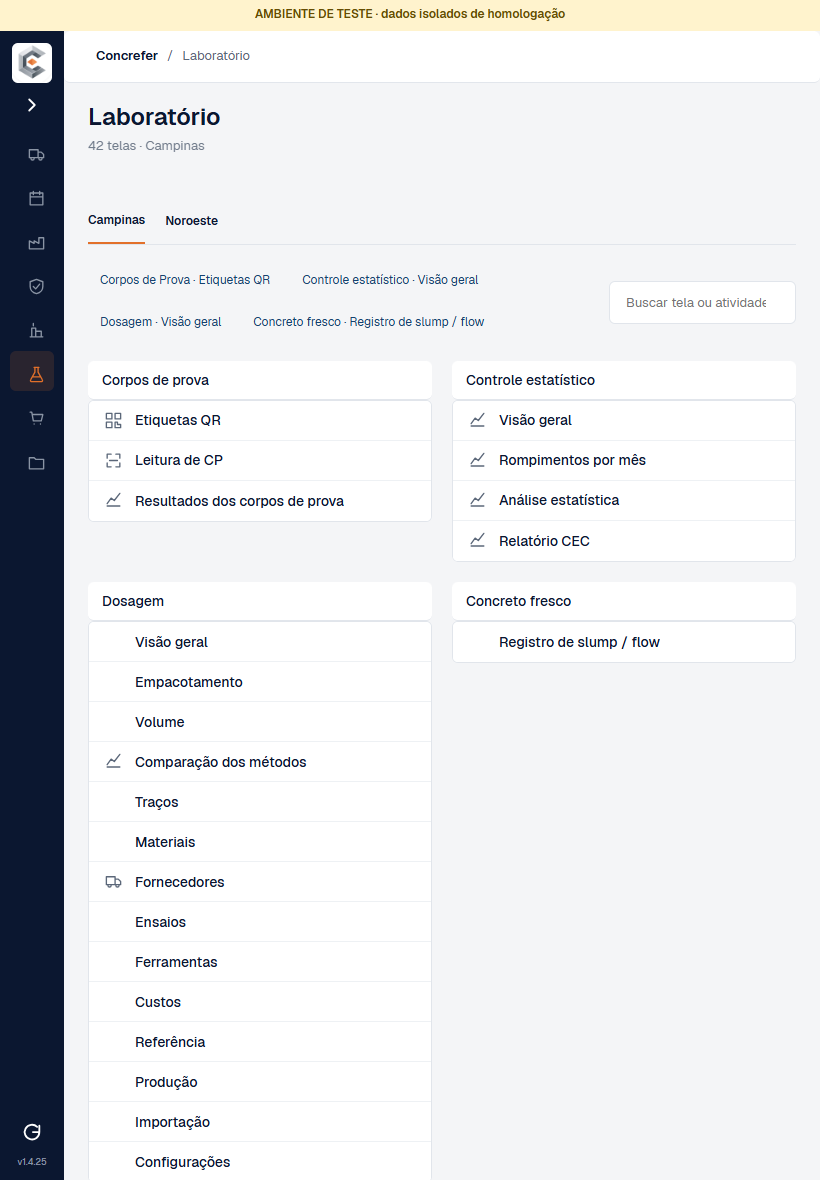 AMBIENTE DE TESTE · dados isolados de homologação
Concrefer / Laboratório
Laboratório
42 telas · Campinas
Campinas
Noroeste
Corpos de Prova · Etiquetas QR
Controle estatístico · Visão geral
Dosagem · Visão geral
Concreto fresco · Registro de slump / flow
Buscar tela ou atividade
Corpos de prova
Etiquetas QR
Leitura de CP
Resultados dos corpos de prova
Controle estatístico
Visão geral
Rompimentos por mês
Análise estatística
Relatório CEC
Dosagem
Visão geral
Empacotamento
Volume
Comparação dos métodos
Traços
Materiais
Fornecedores
Ensaios
Ferramentas
Custos
Referência
Produção
Importação
Configurações
Concreto fresco
Registro de slump / flow
v1.4.25